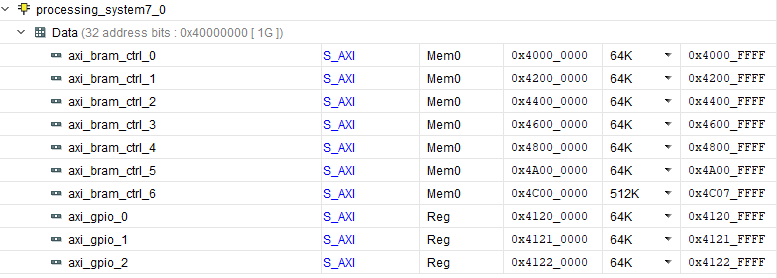 processing_system7_0
Data (32 address bits : 0x40000000 [ 1G ])
axi_bram_ctrl_0 S_AXI Mem0 0x4000_0000 64K 0x4000_FFFF
axi_bram_ctrl_1 S_AXI Mem0 0x4200_0000 64K 0x4200_FFFF
axi_bram_ctrl_2 S_AXI Mem0 0x4400_0000 64K 0x4400_FFFF
axi_bram_ctrl_3 S_AXI Mem0 0x4600_0000 64K 0x4600_FFFF
axi_bram_ctrl_4 S_AXI Mem0 0x4800_0000 64K 0x4800_FFFF
axi_bram_ctrl_5 S_AXI Mem0 0x4A00_0000 64K 0x4A00_FFFF
axi_bram_ctrl_6 S_AXI Mem0 0x4C00_0000 512K 0x4C07_FFFF
axi_gpio_0 S_AXI Reg 0x4120_0000 64K 0x4120_FFFF
axi_gpio_1 S_AXI Reg 0x4121_0000 64K 0x4121_FFFF
axi_gpio_2 S_AXI Reg 0x4122_0000 64K 0x4122_FFFF